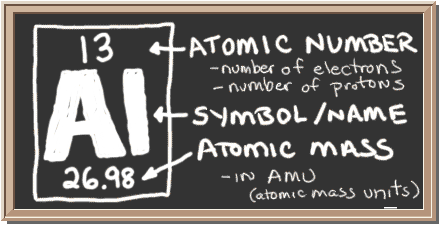 13
Al
26.98
ATOMIC NUMBER
-number of electrons
-number of protons
SYMBOL/NAME
ATOMIC MASS
-IN AMU
(atomic mass units)